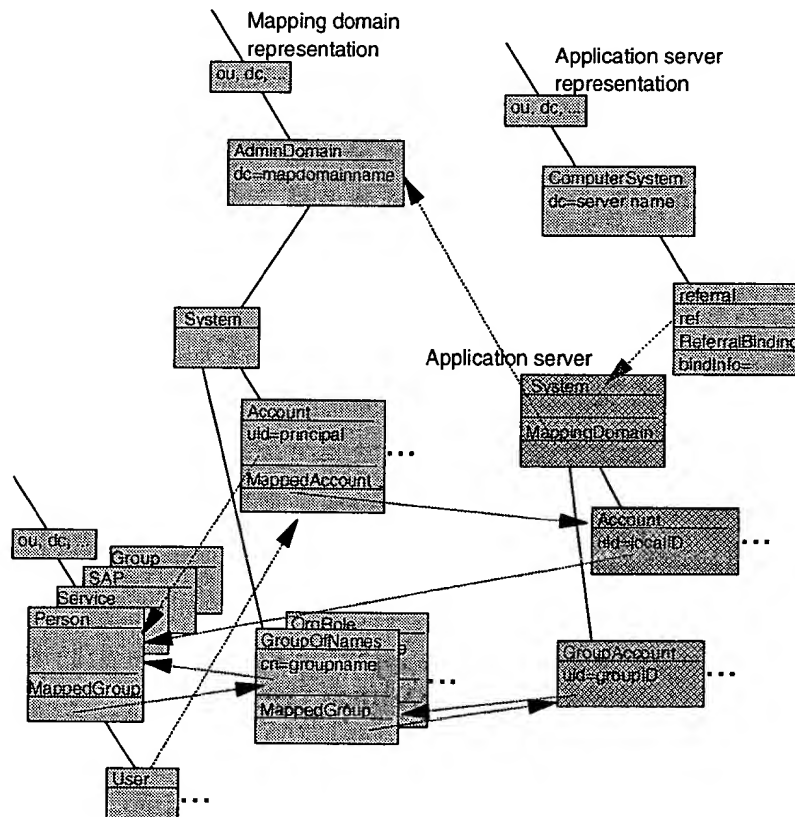 Mapping domain
representation
ou, dc, ...
Application server
representation
ou, dc, ...
AdminDomain
dc=mapdomainname
ComputerSystem
dc=server name
System
referral
ref
ReferralBinding
bindInfo=
Application server
System
MappingDomain
Account
uid=principal
MappedAccount
...
Account
uid=localID
...
ou, dc, ...
Group
SAP
Service
Person
MappedGroup
OrgRole
GroupOfNames
cn=groupname
MappedGroup
...
GroupAccount
uid=groupID
...
User
...